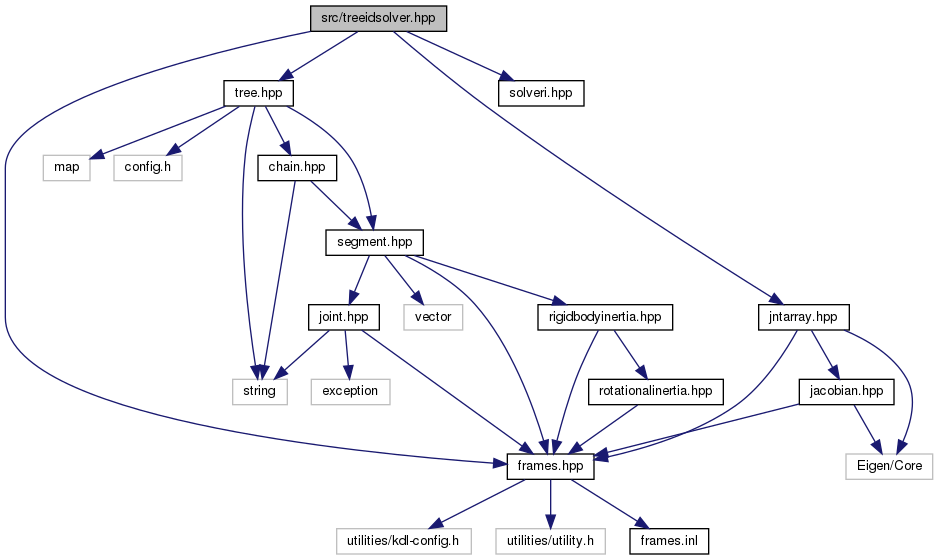 src/treeidsolver.hpp
tree.hpp
solveri.hpp
map
config.h
chain.hpp
segment.hpp
joint.hpp
vector
rigidbodyinertia.hpp
jntarray.hpp
string
exception
rotationalinertia.hpp
jacobian.hpp
frames.hpp
Eigen/Core
utilities/kdl-config.h
utilities/utility.h
frames.inl